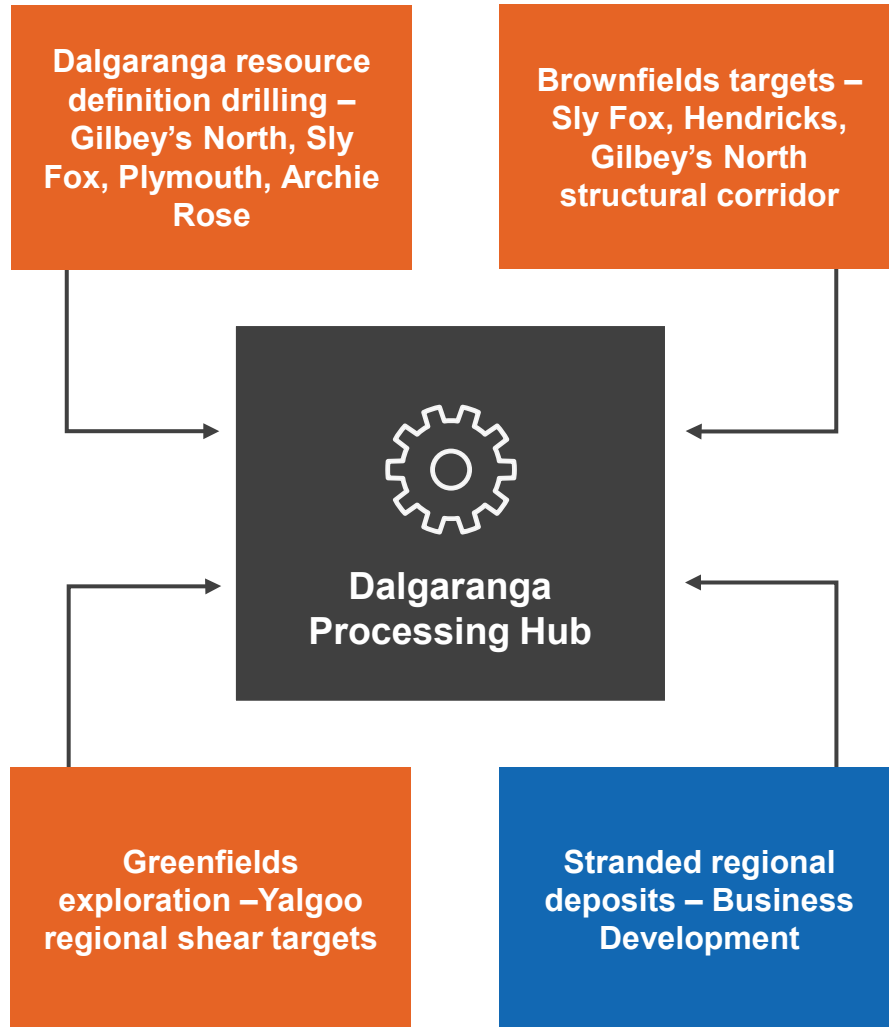 Dalgaranga resource
definition drilling –
Gilbey’s North, Sly
Fox, Plymouth, Archie
Rose
Brownfields targets –
Sly Fox, Hendricks,
Gilbey’s North
structural corridor
Dalgaranga
Processing Hub
Greenfields
exploration –Yalgoo
regional shear targets
Stranded regional
deposits – Business
Development